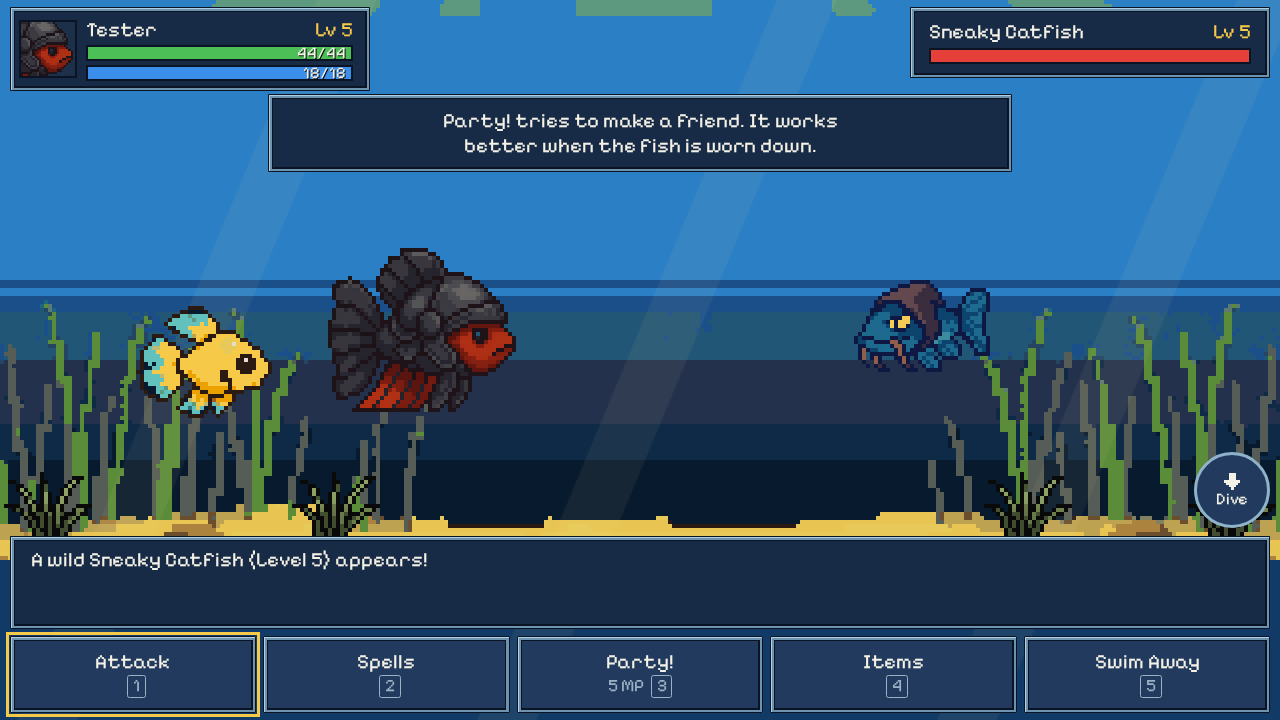 Tester Lv 5
44/44
18/18
Sneaky Catfish Lv 5
Party! tries to make a friend. It works
better when the fish is worn down.
Dive
A wild Sneaky Catfish (Level 5) appears!
Attack
1
Spells
2
Party!
5 MP 3
Items
4
Swim Away
5